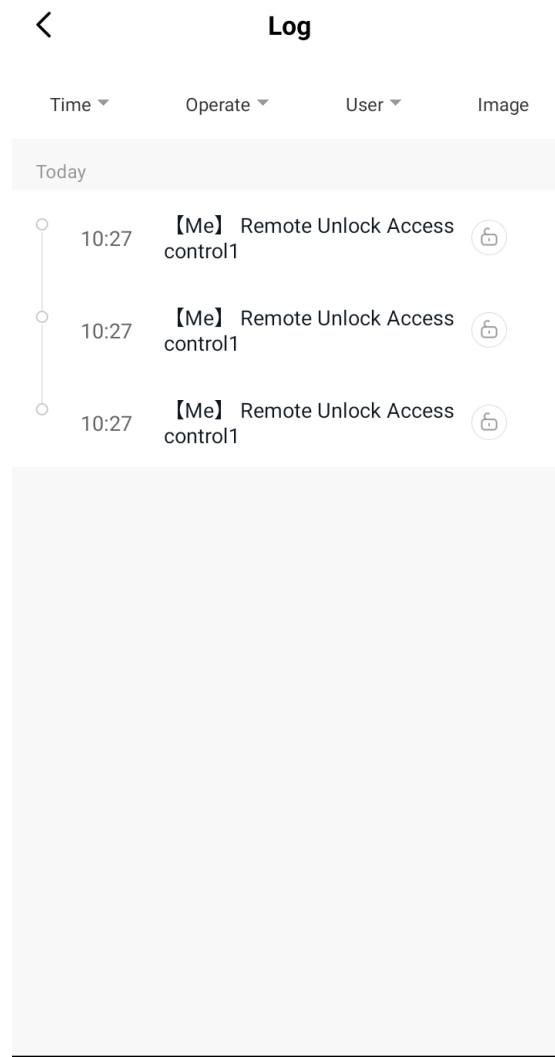 Log
Time Operate User Image
Today
10:27 【Me】 Remote Unlock Access
control1
10:27 【Me】 Remote Unlock Access
control1
10:27 【Me】 Remote Unlock Access
control1